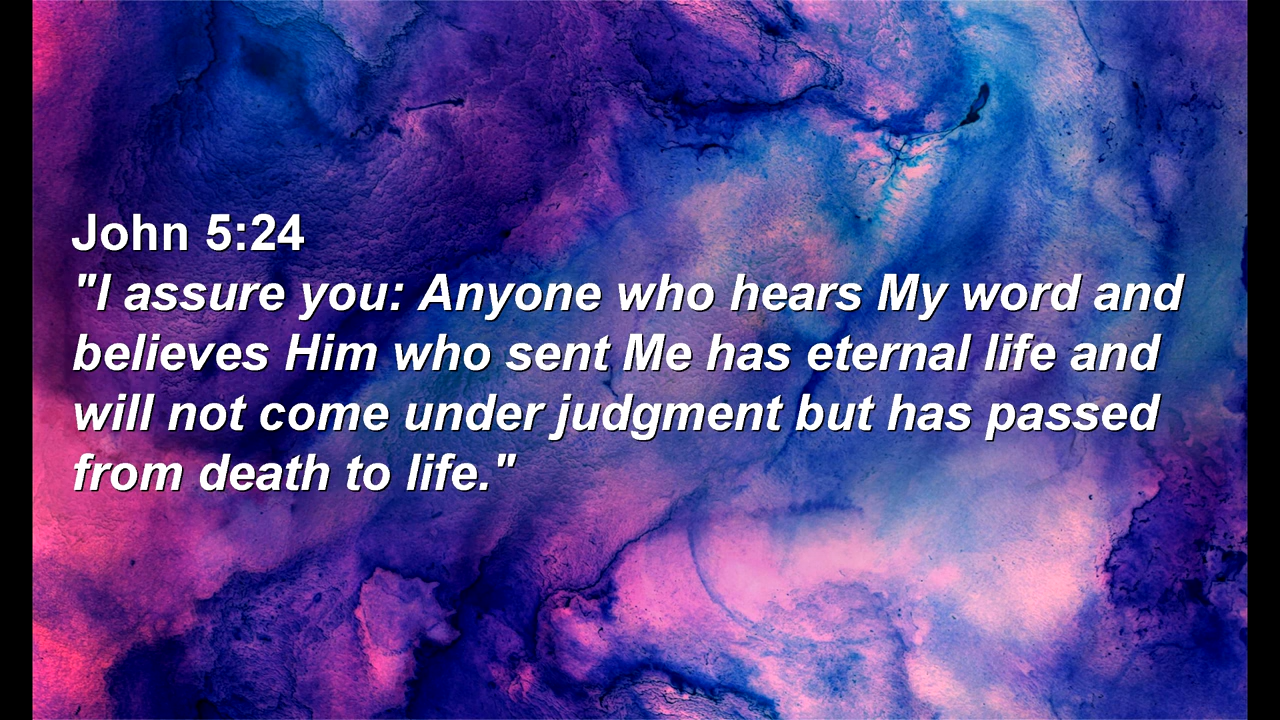 John 5:24
"I assure you: Anyone who hears My word and
believes Him who sent Me has eternal life and
will not come under judgment but has passed
from death to life."